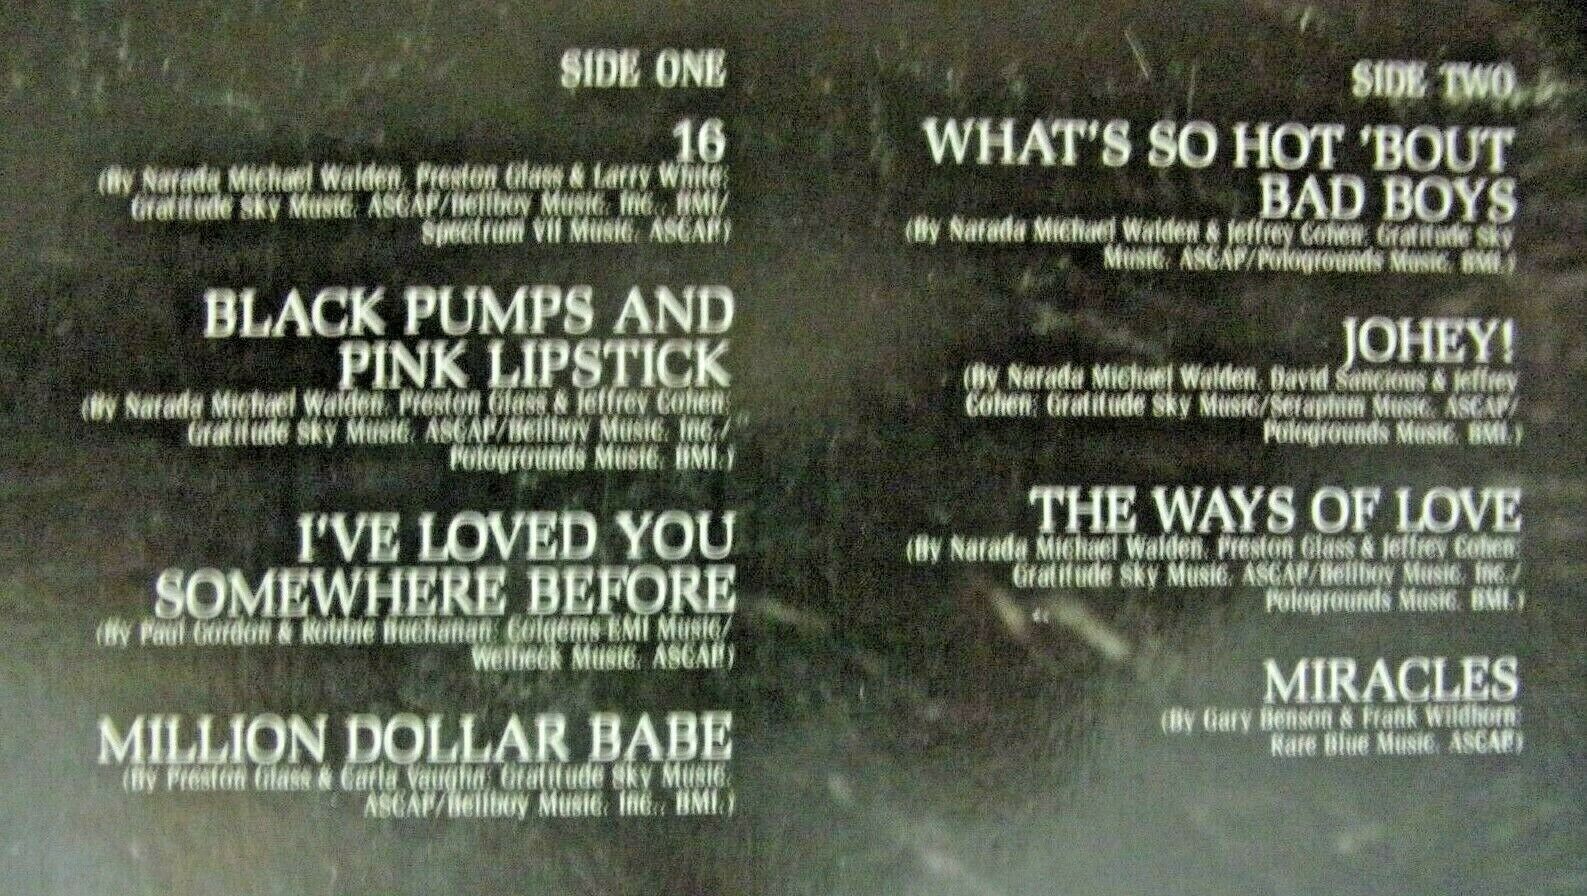 SIDE ONE
16
(By Narada Michael Walden, Preston Glass & Larry White;
Gratitude Sky Music, ASCAP/Bellboy Music, Inc., BMI/
Spectrum VII Music, ASCAP.)
BLACK PUMPS AND
PINK LIPSTICK
(By Narada Michael Walden, Preston Glass & Jeffrey Cohen;
Gratitude Sky Music, ASCAP/Bellboy Music, Inc./
Pologrounds Music, BMI.)
I'VE LOVED YOU
SOMEWHERE BEFORE
(By Paul Gordon & Robbie Buchanan; Colgems-EMI Music/
Welbeck Music, ASCAP.)
MILLION DOLLAR BABE
(By Preston Glass & Carla Vaughn; Gratitude Sky Music,
ASCAP/Bellboy Music, Inc., BMI.)
SIDE TWO
WHAT'S SO HOT 'BOUT
BAD BOYS
(By Narada Michael Walden & Jeffrey Cohen; Gratitude Sky
Music, ASCAP/Pologrounds Music, BMI.)
JOHEY!
(By Narada Michael Walden, David Sancious & Jeffrey
Cohen; Gratitude Sky Music/Seraphim Music, ASCAP/
Pologrounds Music, BMI.)
THE WAYS OF LOVE
(By Narada Michael Walden, Preston Glass & Jeffrey Cohen;
Gratitude Sky Music, ASCAP/Bellboy Music, Inc./
Pologrounds Music, BMI.)
MIRACLES
(By Gary Benson & Frank Wildhorn;
Rare Blue Music, ASCAP.)